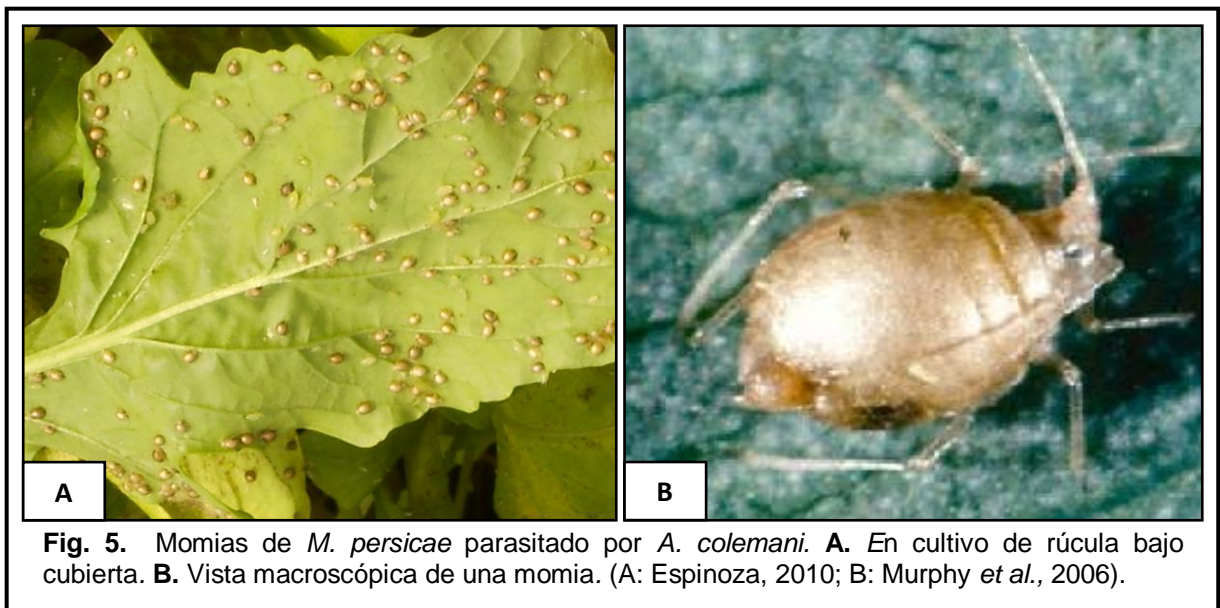 A
B
Fig. 5. Momias de M. persicae parasitado por A. colemani. A. En cultivo de rúcula bajo
cubierta. B. Vista macroscópica de una momia. (A: Espinoza, 2010; B: Murphy et al., 2006).